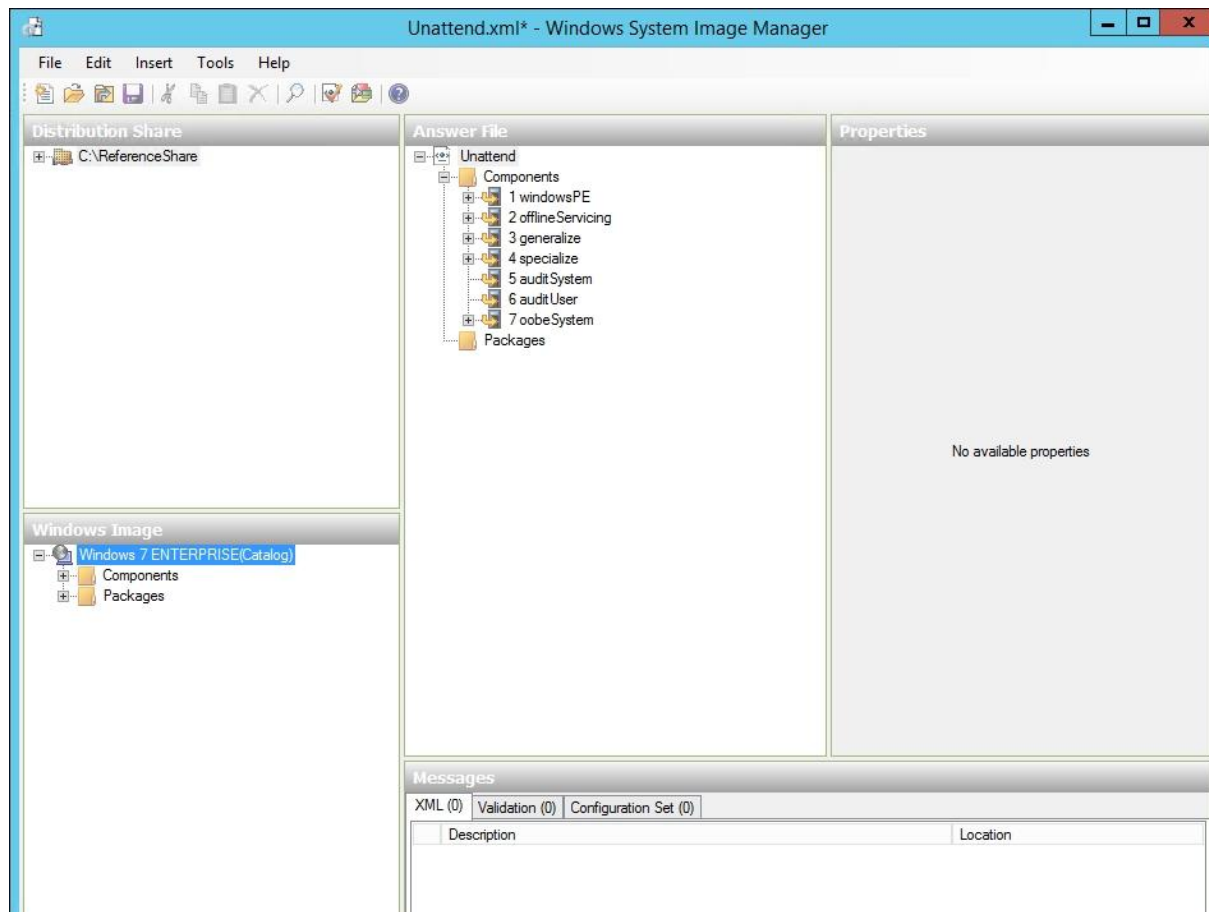 Unattend.xml* - Windows System Image Manager
File Edit Insert Tools Help
Distribution Share
C:\ReferenceShare
Answer File
Unattend
Components
1 windowsPE
2 offlineServicing
3 generalize
4 specialize
5 auditSystem
6 auditUser
7 oobeSystem
Packages
Properties
No available properties
Windows Image
Windows 7 ENTERPRISE(Catalog)
Components
Packages
Messages
XML (0) Validation (0) Configuration Set (0)
Description Location